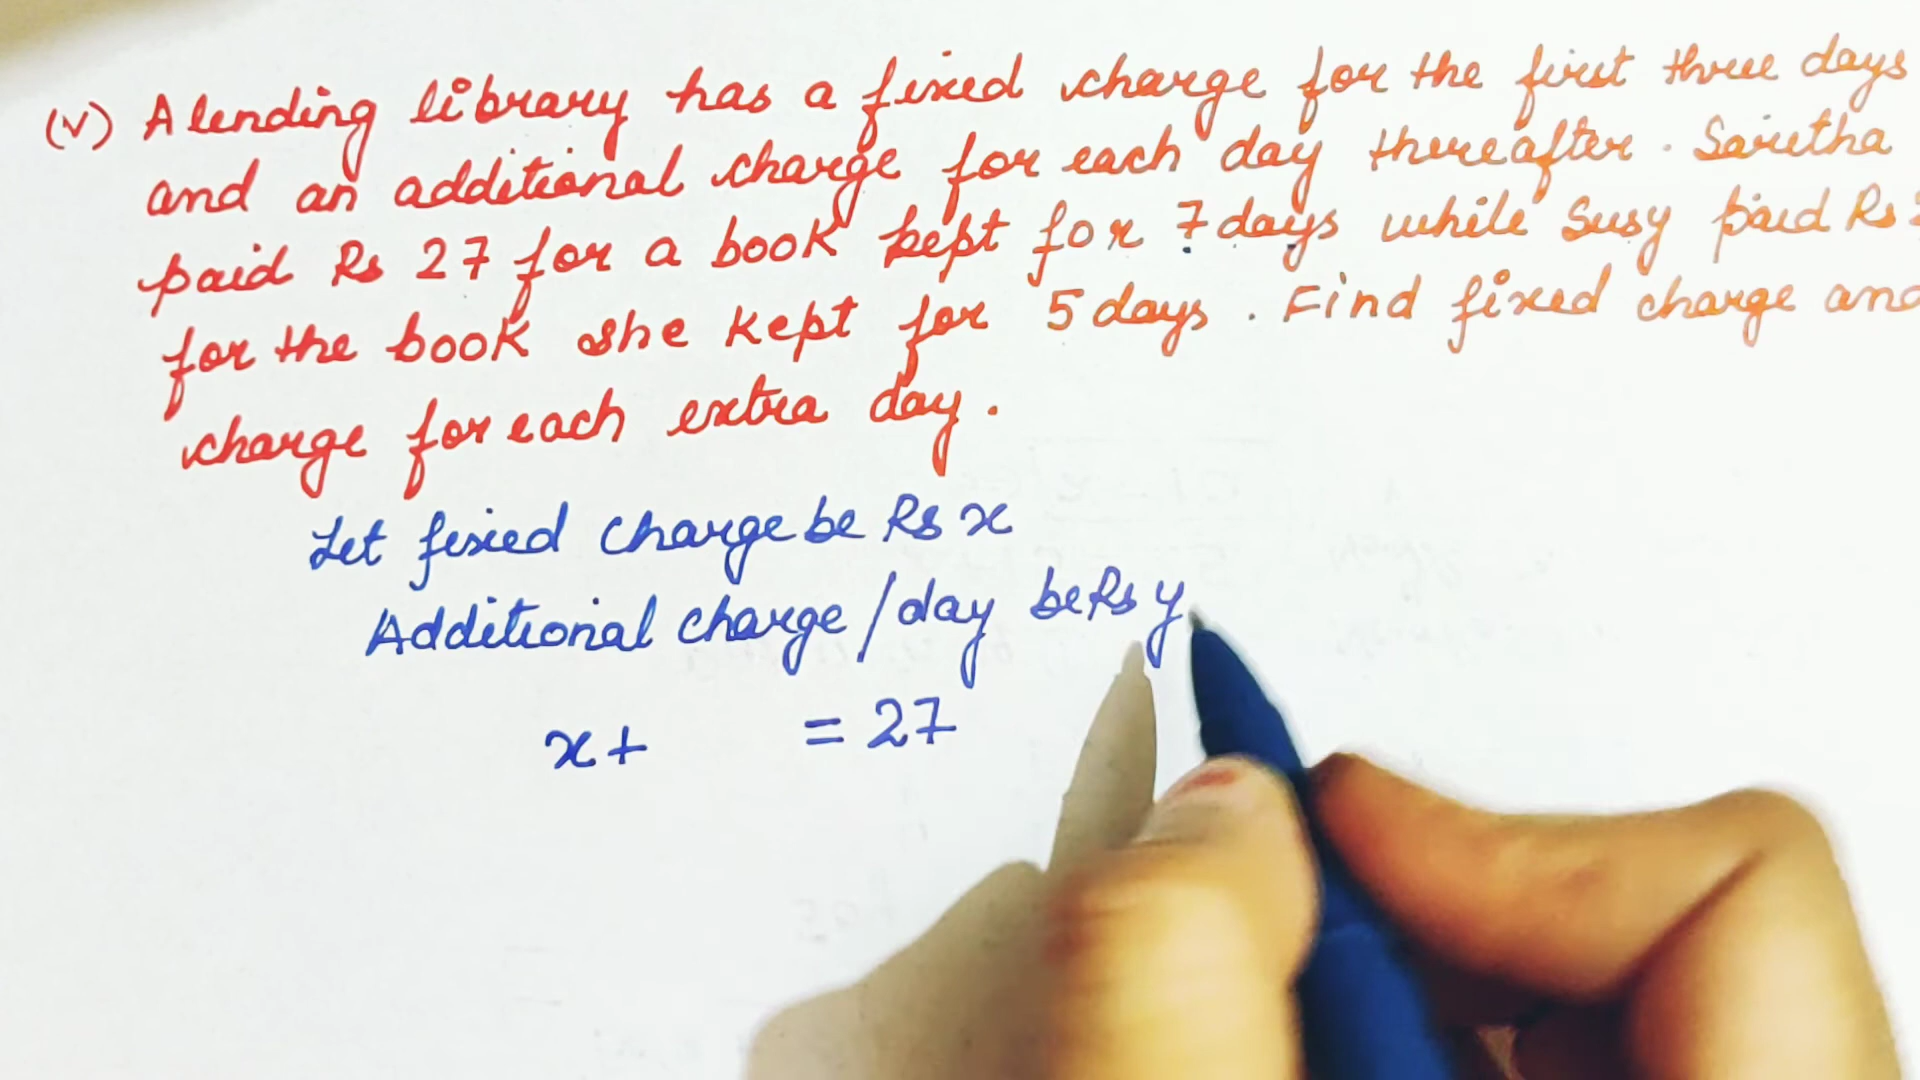 (v) A lending library has a fixed charge for the first three days
and an additional charge for each day thereafter. Saritha
paid Rs 27 for a book kept for 7 days while Susy paid Rs
for the book she kept for 5 days. Find fixed charge and
charge for each extra day.
Let fixed charge be Rs x
Additional charge/day be Rs y
x+ = 27